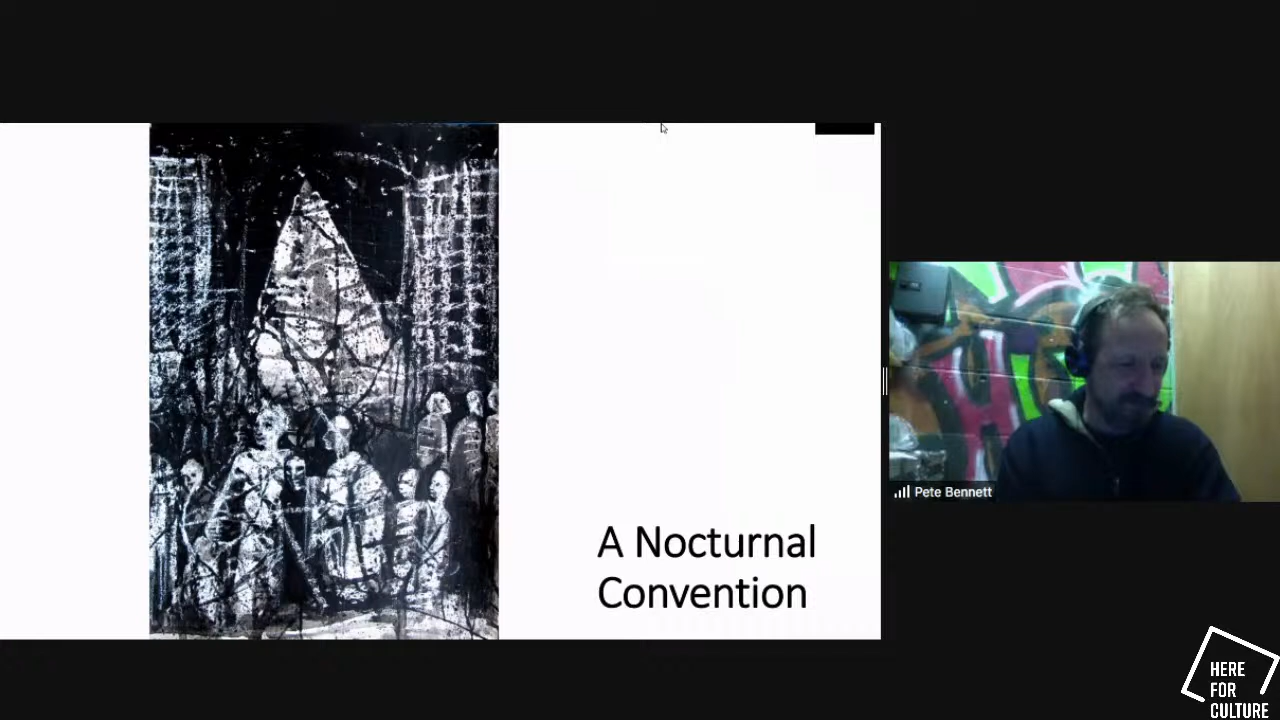 A Nocturnal
Convention
Pete Bennett
HERE
FOR
CULTURE